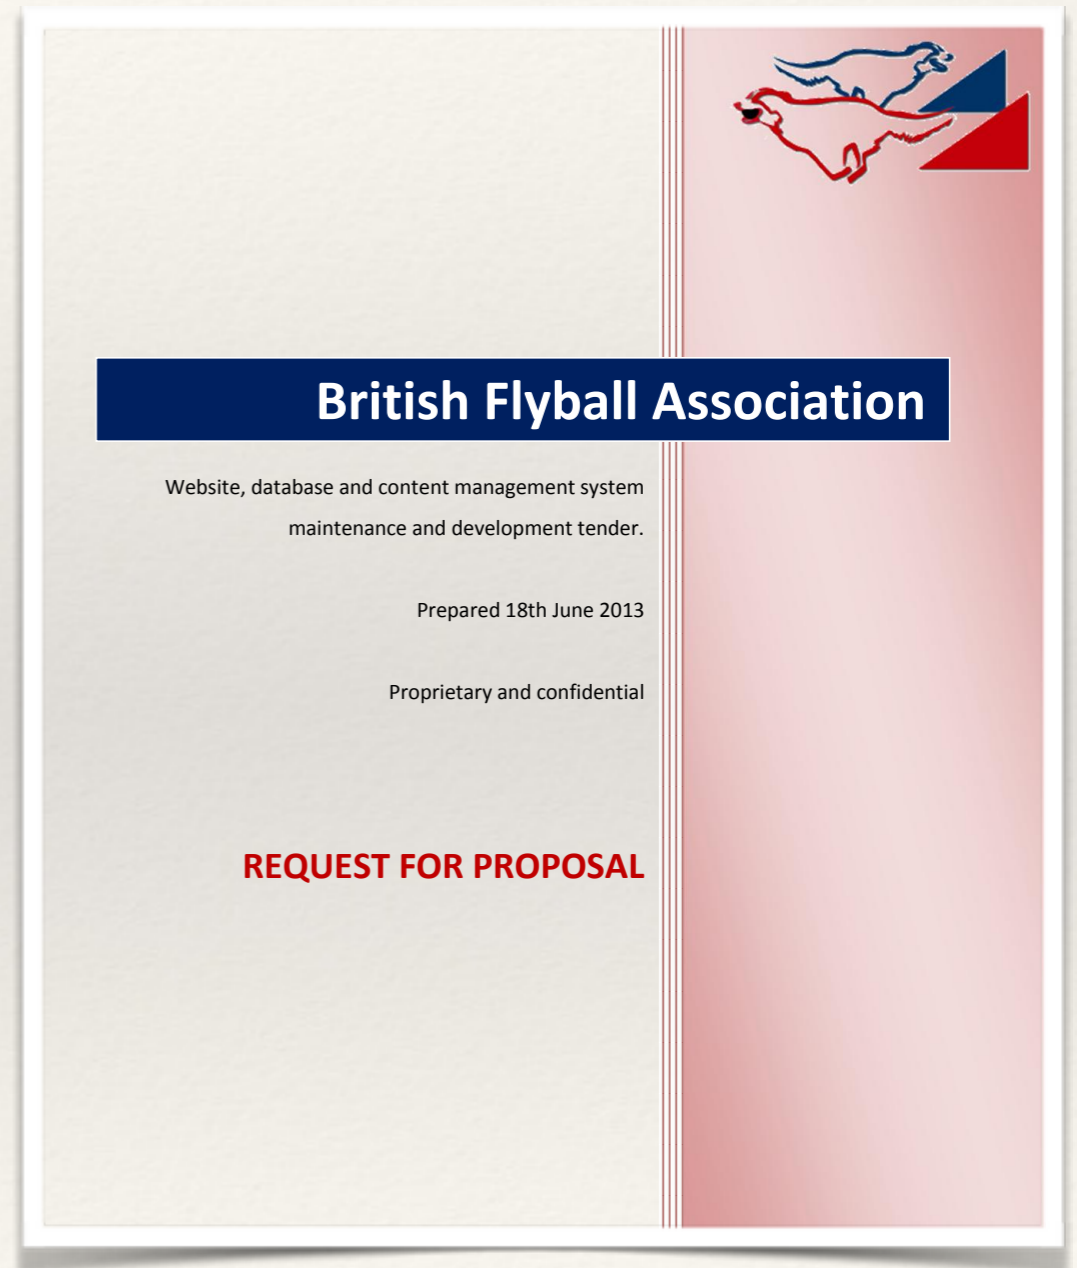 British Flyball Association
Website, database and content management system
maintenance and development tender.
Prepared 18th June 2013
Proprietary and confidential
REQUEST FOR PROPOSAL